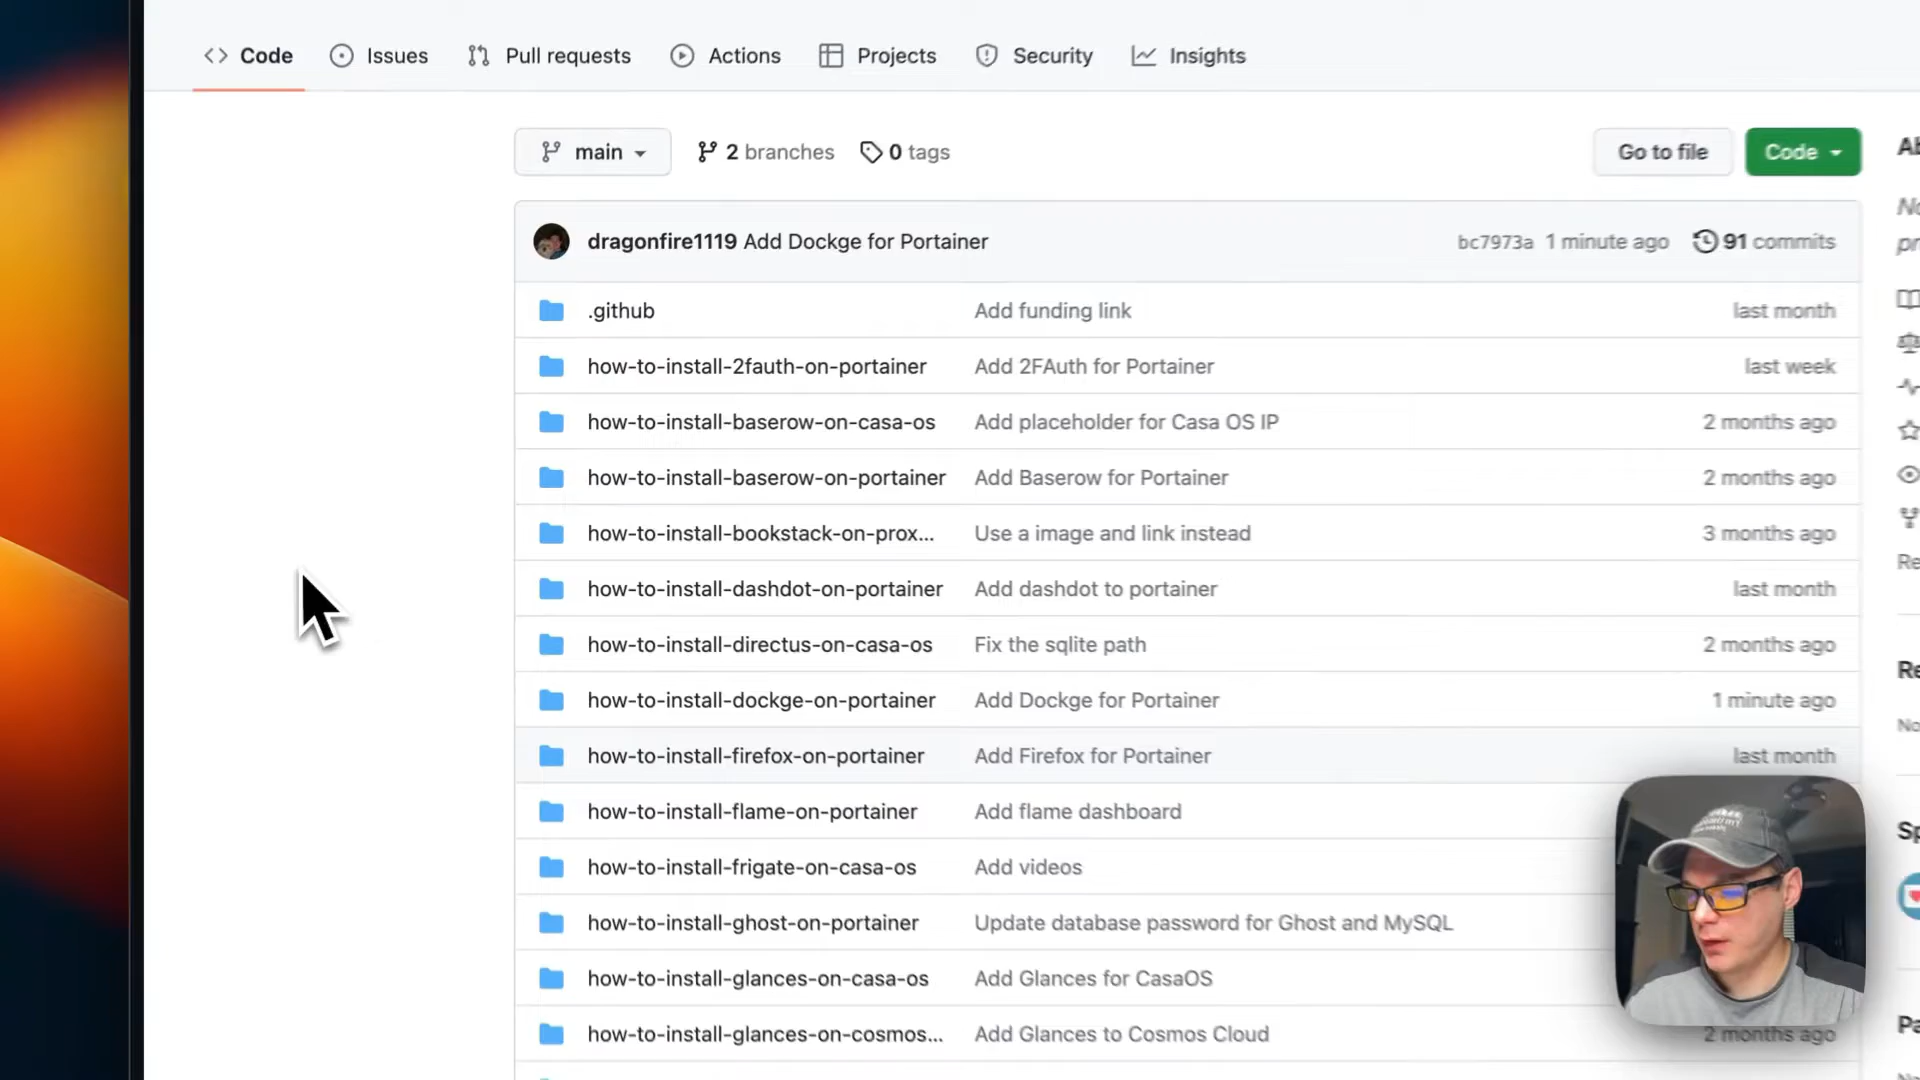 Code Issues Pull requests Actions Projects Security Insights
main 2 branches 0 tags Go to file Code
dragonfire1119 Add Dockge for Portainer bc7973a 1 minute ago 91 commits
.github Add funding link last month
how-to-install-2fauth-on-portainer Add 2FAuth for Portainer last week
how-to-install-baserow-on-casa-os Add placeholder for Casa OS IP 2 months ago
how-to-install-baserow-on-portainer Add Baserow for Portainer 2 months ago
how-to-install-bookstack-on-prox... Use a image and link instead 3 months ago
how-to-install-dashdot-on-portainer Add dashdot to portainer last month
how-to-install-directus-on-casa-os Fix the sqlite path 2 months ago
how-to-install-dockge-on-portainer Add Dockge for Portainer 1 minute ago
how-to-install-firefox-on-portainer Add Firefox for Portainer last month
how-to-install-flame-on-portainer Add flame dashboard
how-to-install-frigate-on-casa-os Add videos
how-to-install-ghost-on-portainer Update database password for Ghost and MySQL
how-to-install-glances-on-casa-os Add Glances for CasaOS
how-to-install-glances-on-cosmos... Add Glances to Cosmos Cloud 2 months ago